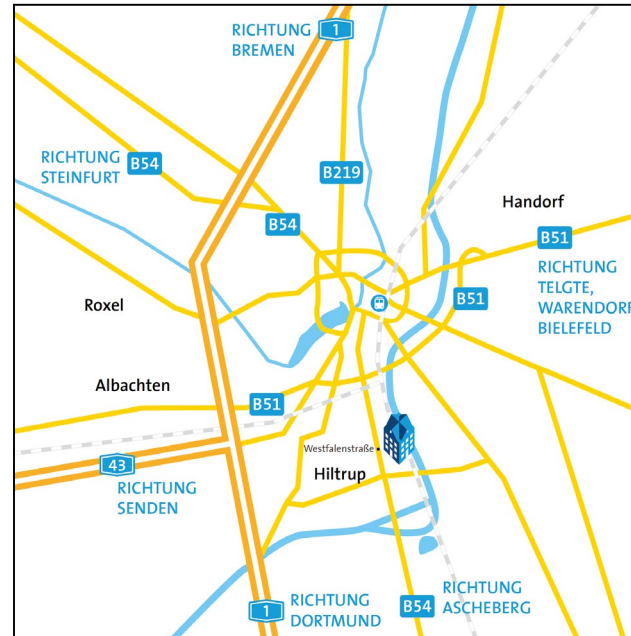 RICHTUNG
BREMEN
1
RICHTUNG
STEINFURT
B54
B219
B54
Handorf
B51
RICHTUNG
TELGTE,
WARENDORF
BIELEFELD
B51
Roxel
Albachten
B51
Westfalenstraße
Hiltrup
43
RICHTUNG
SENDEN
1
RICHTUNG
DORTMUND
B54
RICHTUNG
ASCHEBERG